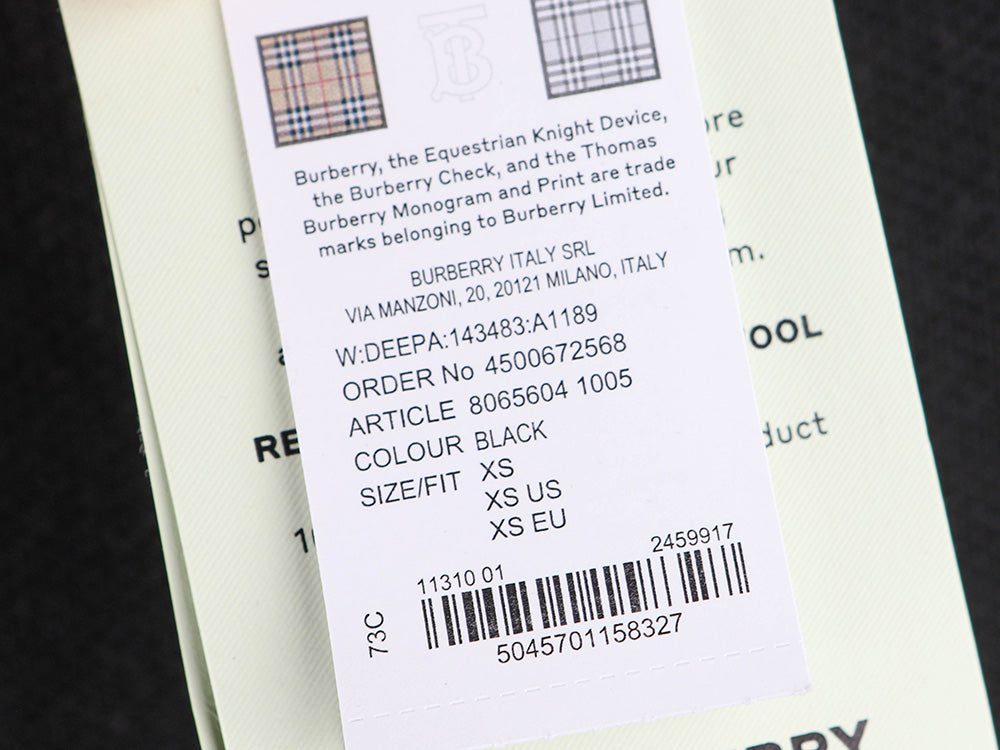 Burberry, the Equestrian Knight Device,
the Burberry Check, and the Thomas
Burberry Monogram and Print are trade
marks belonging to Burberry Limited.
BURBERRY ITALY SRL
VIA MANZONI, 20, 20121 MILANO, ITALY
W:DEEPA:143483:A1189
ORDER No 4500672568
ARTICLE 8065604 1005
COLOUR BLACK
SIZE/FIT XS
XS US
XS EU
11310 01 2459917
73C
5045701158327